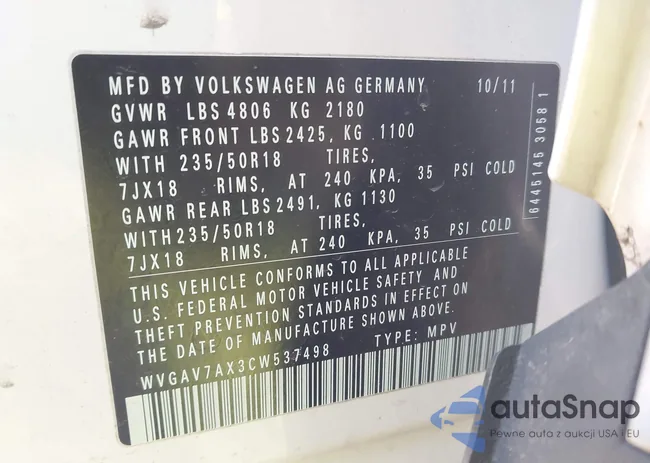 MFD BY VOLKSWAGEN AG GERMANY 10/11
GVWR LBS 4806 KG 2180
GAWR FRONT LBS 2425, KG 1100
WITH 235/50R18 TIRES,
7JX18 RIMS, AT 240 KPA, 35 PSI COLD
GAWR REAR LBS 2491, KG 1130
WITH 235/50R18 TIRES,
7JX18 RIMS, AT 240 KPA, 35 PSI COLD
THIS VEHICLE CONFORMS TO ALL APPLICABLE
U.S. FEDERAL MOTOR VEHICLE SAFETY AND
THEFT PREVENTION STANDARDS IN EFFECT ON
THE DATE OF MANUFACTURE SHOWN ABOVE.
WVGAV7AX3CW537498 TYPE: MPV
6445145 3058 1
autaSnap
Pewne auta z aukcji USA i EU